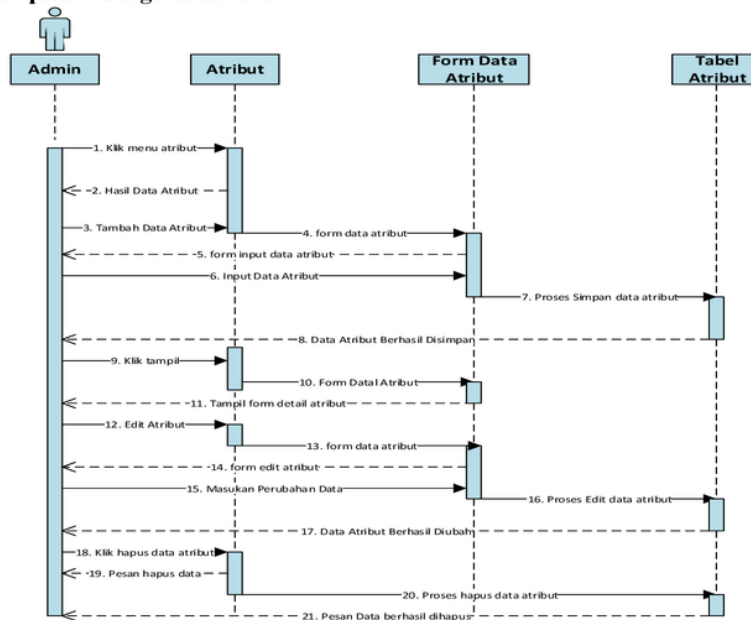 Admin
Atribut
Form Data
Atribut
Tabel
Atribut
1. Klik menu atribut
2. Hasil Data Atribut
3. Tambah Data Atribut
4. form data atribut
5. form input data atribut
6. Input Data Atribut
7. Proses Simpan data atribut
8. Data Atribut Berhasil Disimpan
9. Klik tampil
10. Form Datal Atribut
11. Tampil form detail atribut
12. Edit Atribut
13. form data atribut
14. form edit atribut
15. Masukan Perubahan Data
16. Proses Edit data atribut
17. Data Atribut Berhasil Diubah
18. Klik hapus data atribut
19. Pesan hapus data
20. Proses hapus data atribut
21. Pesan Data berhasil dihapus